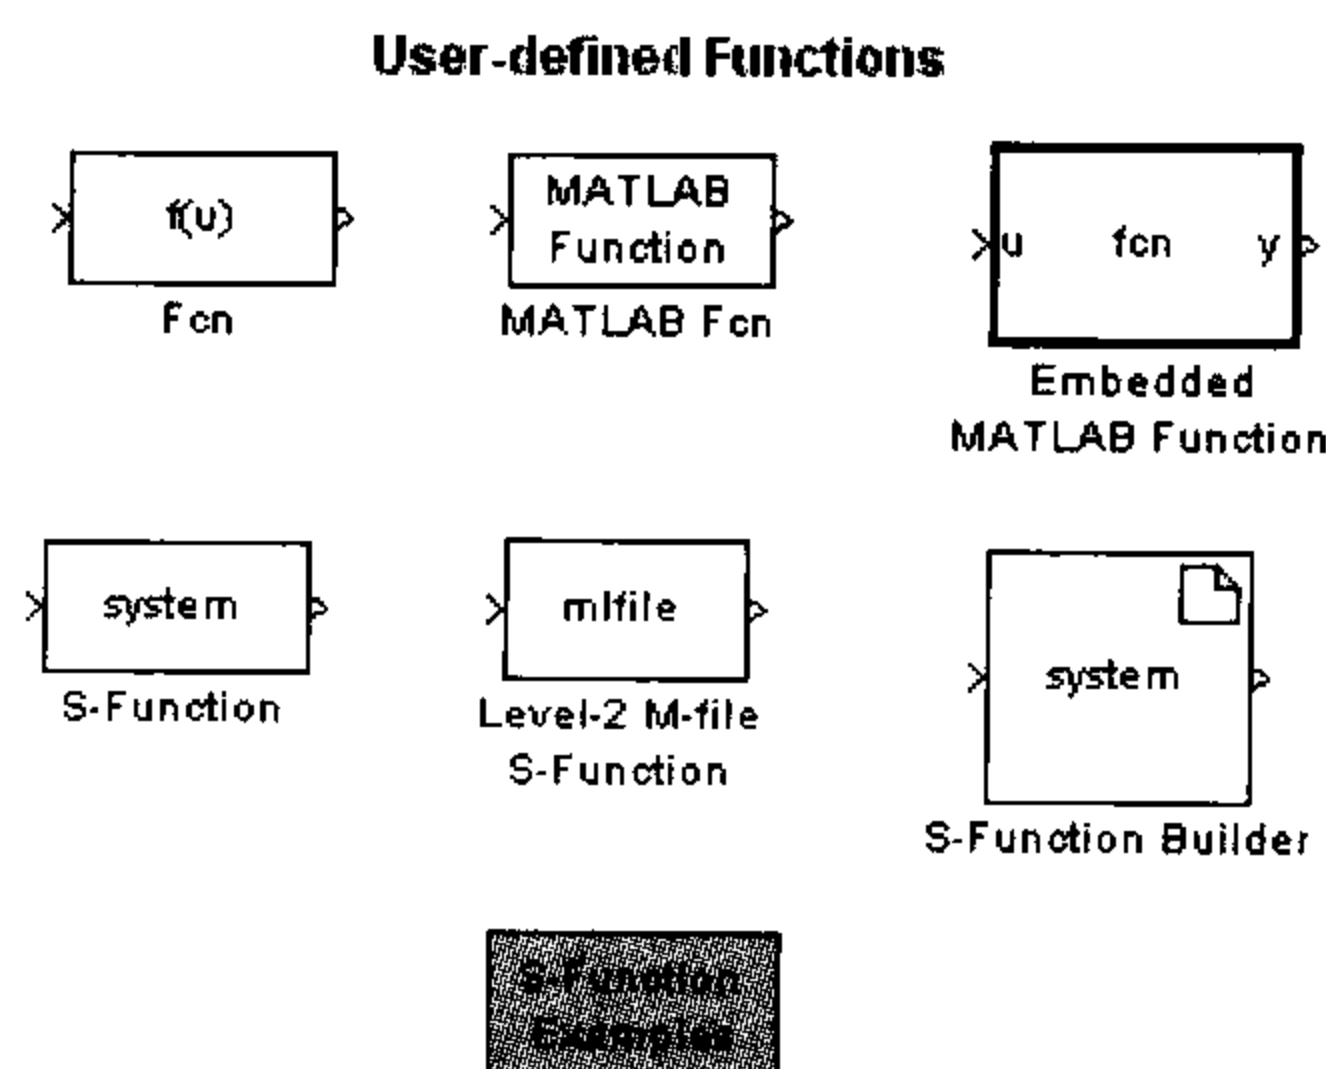 User-defined Functions
f(u)
Fcn
MATLAB
Function
MATLAB Fcn
u fcn y
Embedded
MATLAB Function
system
S-Function
mlfile
Level-2 M-file
S-Function
system
S-Function Builder
S-Function
Examples